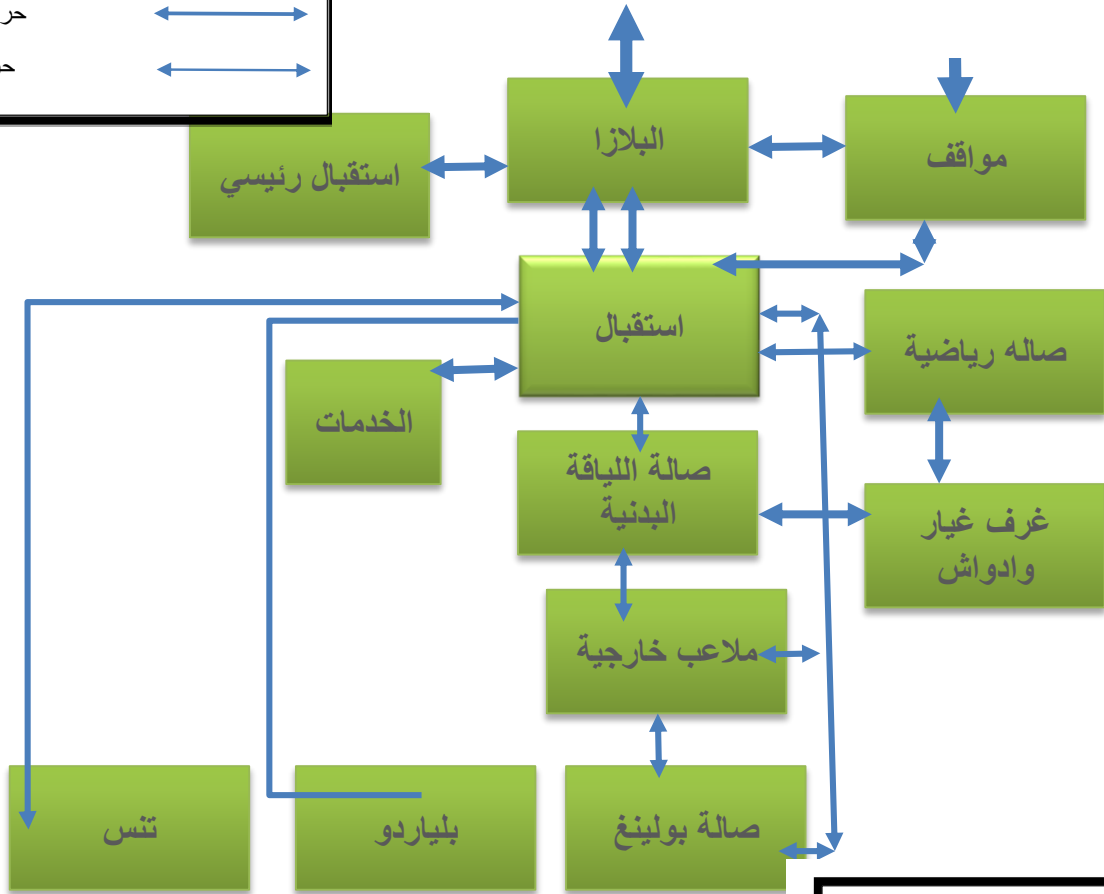 البلازا
مواقف
استقبال رئيسي
استقبال
صاله رياضية
الخدمات
صالة اللياقة
البدنية
غرف غيار
وادواش
ملاعب خارجية
تنس
بلياردو
صالة بولينغ